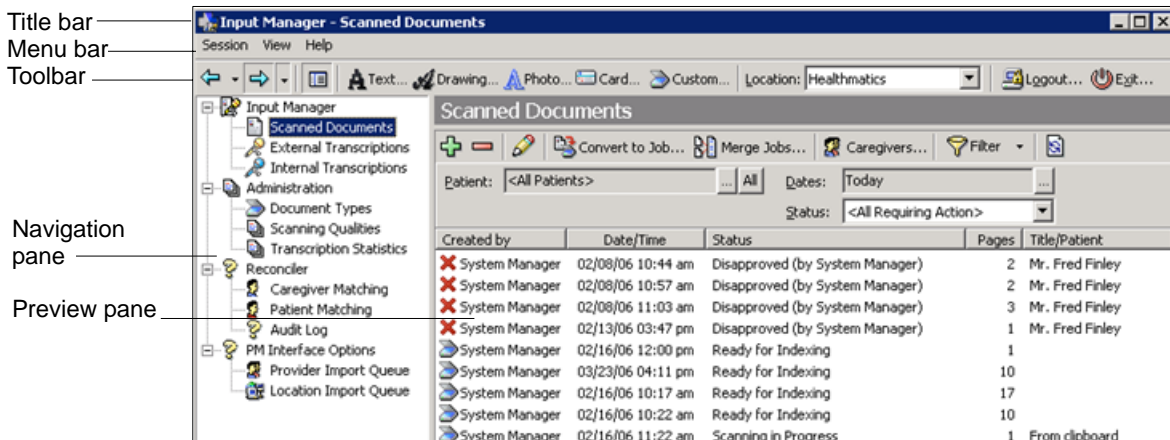 Title bar
Menu bar
Toolbar
Navigation
pane
Preview pane
Input Manager - Scanned Documents
Session View Help
Text... Drawing... Photo... Card... Custom... Location: Healthmatics Logout... Exit...
Input Manager
Scanned Documents
External Transcriptions
Internal Transcriptions
Administration
Document Types
Scanning Qualities
Transcription Statistics
Reconciler
Caregiver Matching
Patient Matching
Audit Log
PM Interface Options
Provider Import Queue
Location Import Queue
Scanned Documents
Convert to Job... Merge Jobs... Caregivers... Filter
Patient: <All Patients> ... All Dates: Today ...
Status: <All Requiring Action>
Created by Date/Time Status Pages Title/Patient
System Manager 02/08/06 10:44 am Disapproved (by System Manager) 2 Mr. Fred Finley
System Manager 02/08/06 10:57 am Disapproved (by System Manager) 2 Mr. Fred Finley
System Manager 02/08/06 11:03 am Disapproved (by System Manager) 3 Mr. Fred Finley
System Manager 02/13/06 03:47 pm Disapproved (by System Manager) 1 Mr. Fred Finley
System Manager 02/16/06 12:00 pm Ready for Indexing 1
System Manager 03/23/06 04:11 pm Ready for Indexing 10
System Manager 02/16/06 10:17 am Ready for Indexing 17
System Manager 02/16/06 10:22 am Ready for Indexing 10
System Manager 02/16/06 11:22 am Scanning in Progress 1 From clipboard